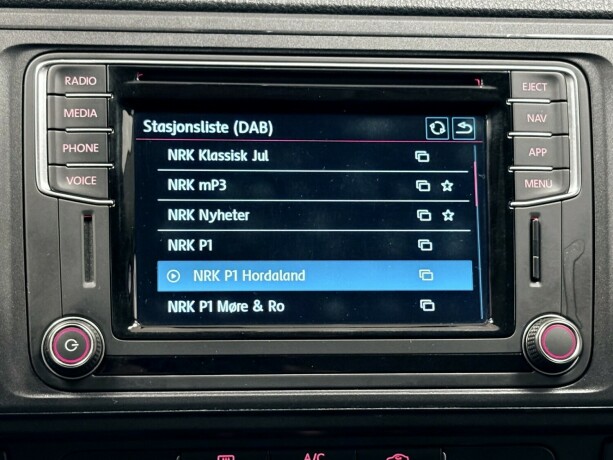 RADIO
MEDIA
PHONE
VOICE
Stasjonsliste (DAB)
NRK Klassisk Jul
NRK mP3
NRK Nyheter
NRK P1
NRK P1 Hordaland
NRK P1 Møre & Ro
EJECT
NAV
APP
MENU
A/C